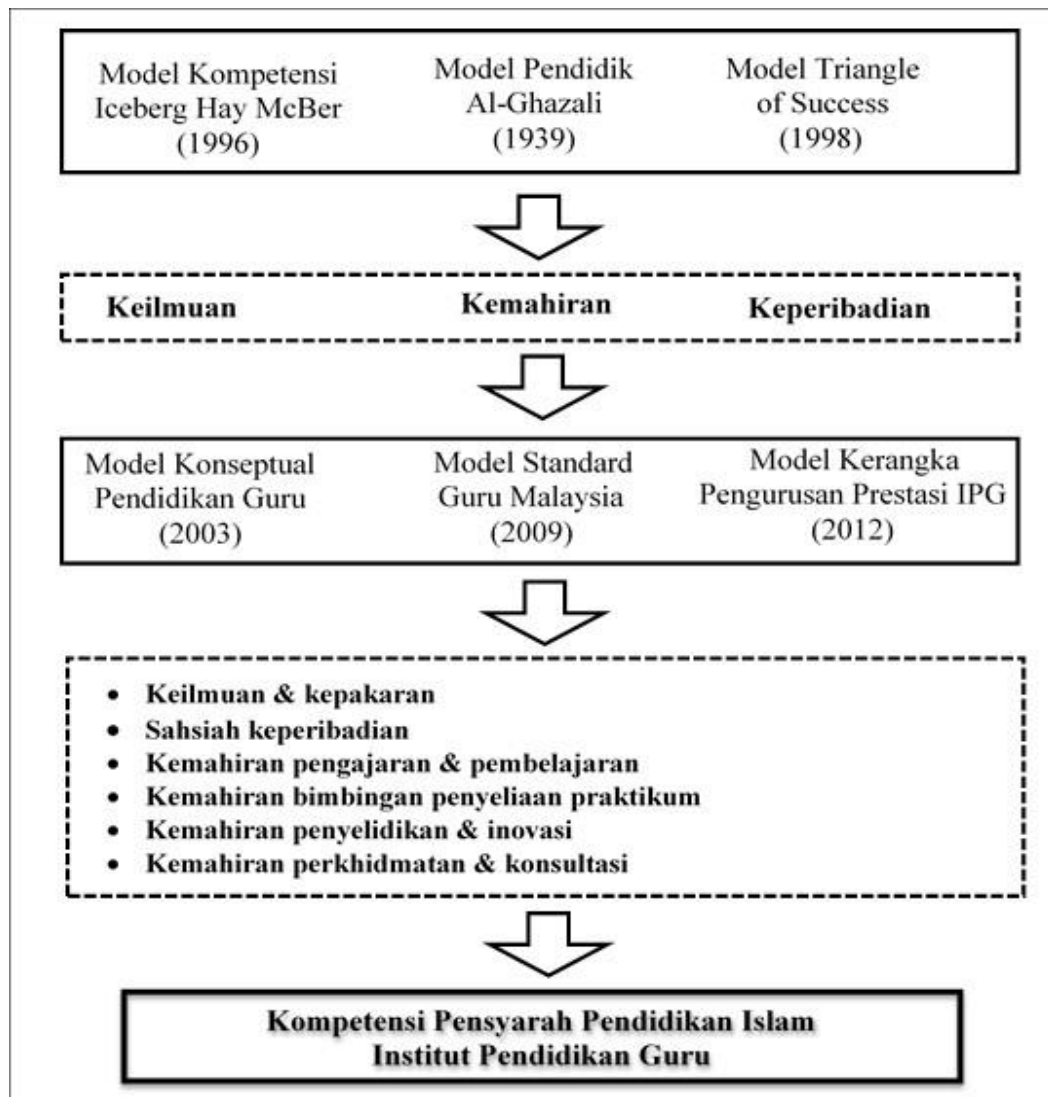 Model Kompetensi
Iceberg Hay McBer
(1996)
Model Pendidik
Al-Ghazali
(1939)
Model Triangle
of Success
(1998)
Keilmuan
Kemahiran
Keperibadian
Model Konseptual
Pendidikan Guru
(2003)
Model Standard
Guru Malaysia
(2009)
Model Kerangka
Pengurusan Prestasi IPG
(2012)
• Keilmuan & kepakaran
• Sahsiah keperibadian
• Kemahiran pengajaran & pembelajaran
• Kemahiran bimbingan penyeliaan praktikum
• Kemahiran penyelidikan & inovasi
• Kemahiran perkhidmatan & konsultasi
Kompetensi Pensyarah Pendidikan Islam
Institut Pendidikan Guru